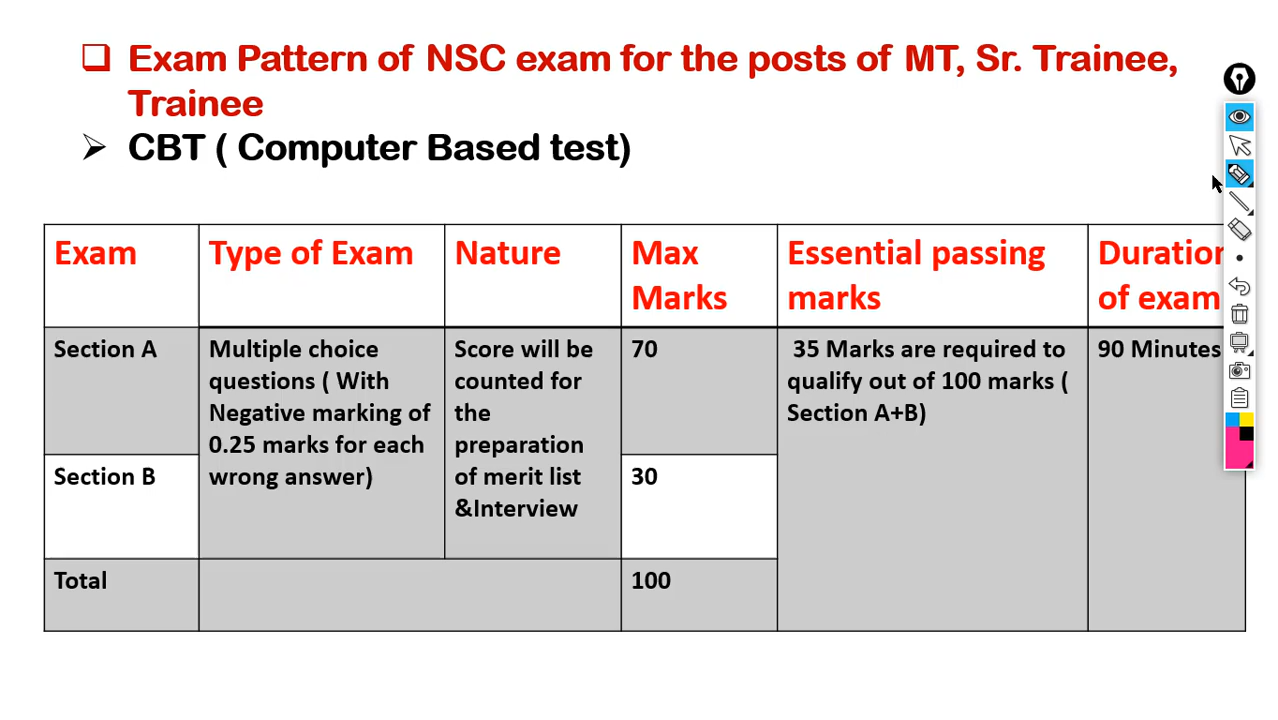 Exam Pattern of NSC exam for the posts of MT, Sr. Trainee,
Trainee
CBT ( Computer Based test)
Exam
Type of Exam
Nature
Max
Marks
Essential passing
marks
Duration
of exam
Section A
Multiple choice
questions ( With
Negative marking of
0.25 marks for each
wrong answer)
Score will be
counted for
the
preparation
of merit list
&Interview
70
35 Marks are required to
qualify out of 100 marks (
Section A+B)
90 Minutes
Section B
30
Total
100